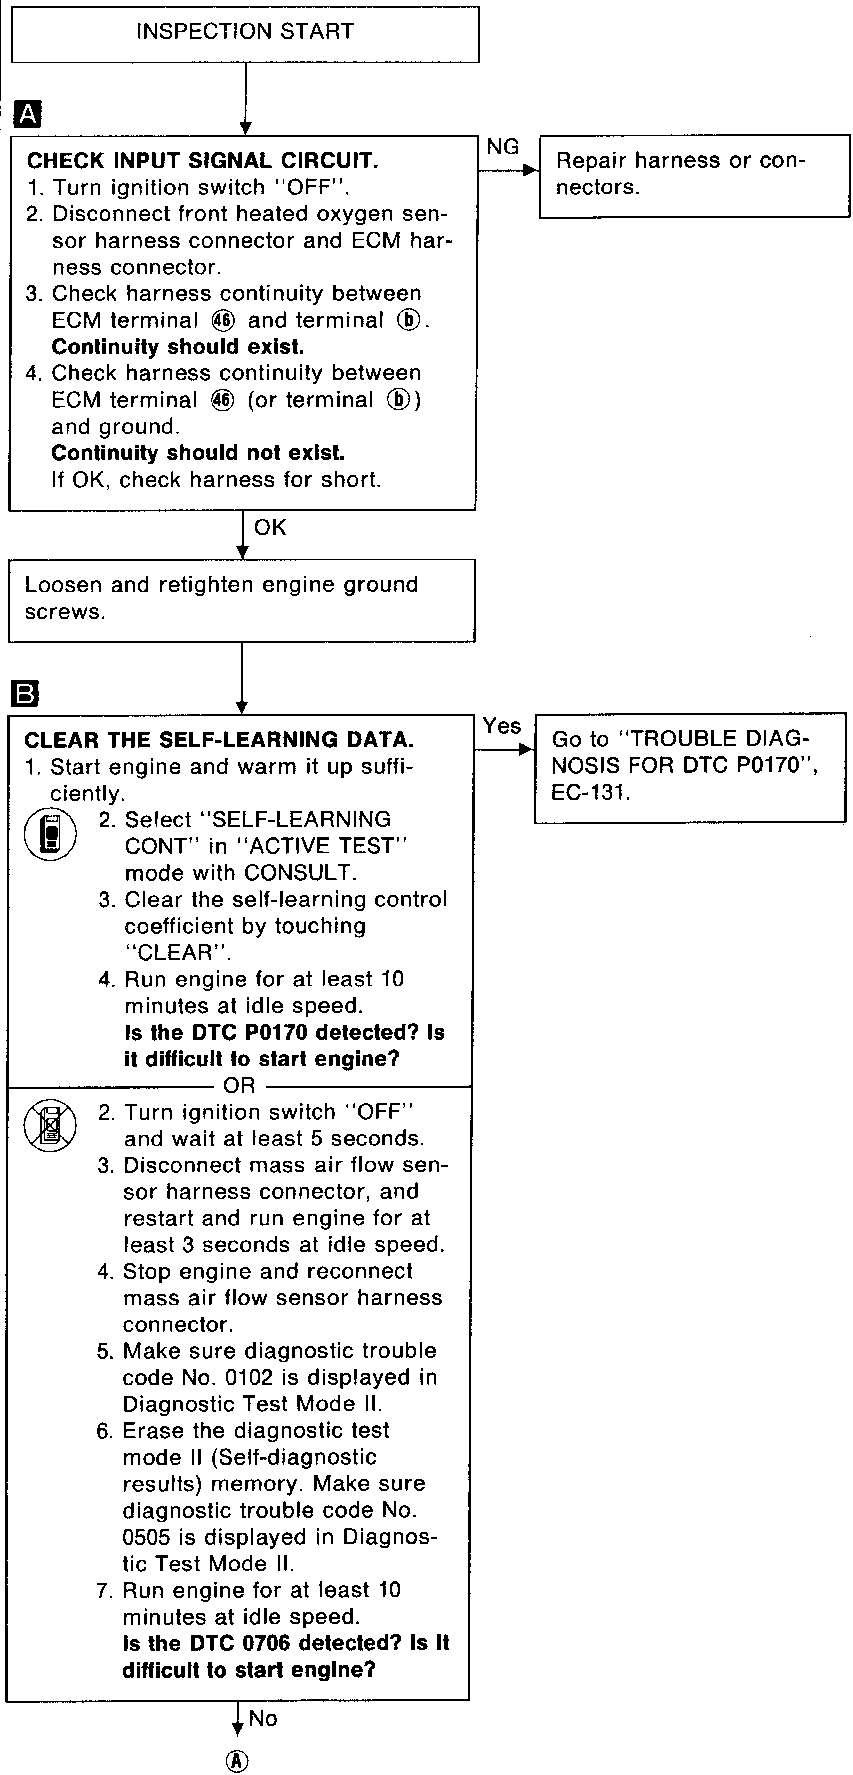 INSPECTION START
A
CHECK INPUT SIGNAL CIRCUIT.
1. Turn ignition switch "OFF".
2. Disconnect front heated oxygen sen-
sor harness connector and ECM har-
ness connector.
3. Check harness continuity between
ECM terminal 46 and terminal b.
Continuity should exist.
4. Check harness continuity between
ECM terminal 46 (or terminal b)
and ground.
Continuity should not exist.
If OK, check harness for short.
NG
Repair harness or con-
nectors.
OK
Loosen and retighten engine ground
screws.
B
CLEAR THE SELF-LEARNING DATA.
1. Start engine and warm it up suffi-
ciently.
2. Select "SELF-LEARNING
CONT" in "ACTIVE TEST"
mode with CONSULT.
3. Clear the self-learning control
coefficient by touching
"CLEAR".
4. Run engine for at least 10
minutes at idle speed.
Is the DTC P0170 detected? Is
it difficult to start engine?
Yes
Go to "TROUBLE DIAG-
NOSIS FOR DTC P0170",
EC-131.
OR
2. Turn ignition switch "OFF"
and wait at least 5 seconds.
3. Disconnect mass air flow sen-
sor harness connector, and
restart and run engine for at
least 3 seconds at idle speed.
4. Stop engine and reconnect
mass air flow sensor harness
connector.
5. Make sure diagnostic trouble
code No. 0102 is displayed in
Diagnostic Test Mode II.
6. Erase the diagnostic test
mode II (Self-diagnostic
results) memory. Make sure
diagnostic trouble code No.
0505 is displayed in Diagnos-
tic Test Mode II.
7. Run engine for at least 10
minutes at idle speed.
Is the DTC 0706 detected? Is it
difficult to start engine?
No
A